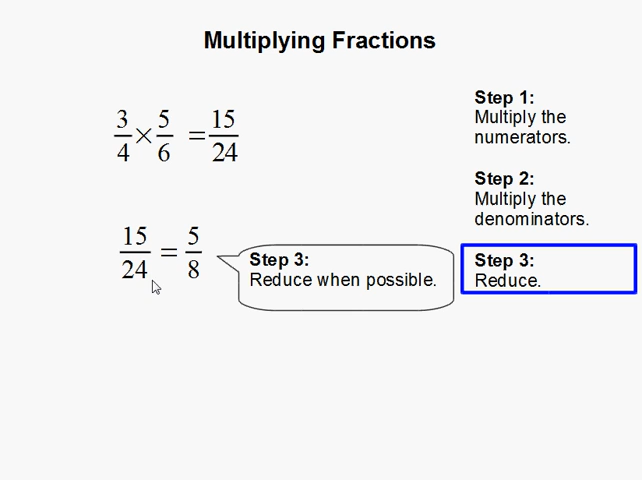 Multiplying Fractions
3/4 × 5/6 = 15/24
15/24 = 5/8
Step 3:
Reduce when possible.
Step 1:
Multiply the
numerators.
Step 2:
Multiply the
denominators.
Step 3:
Reduce.